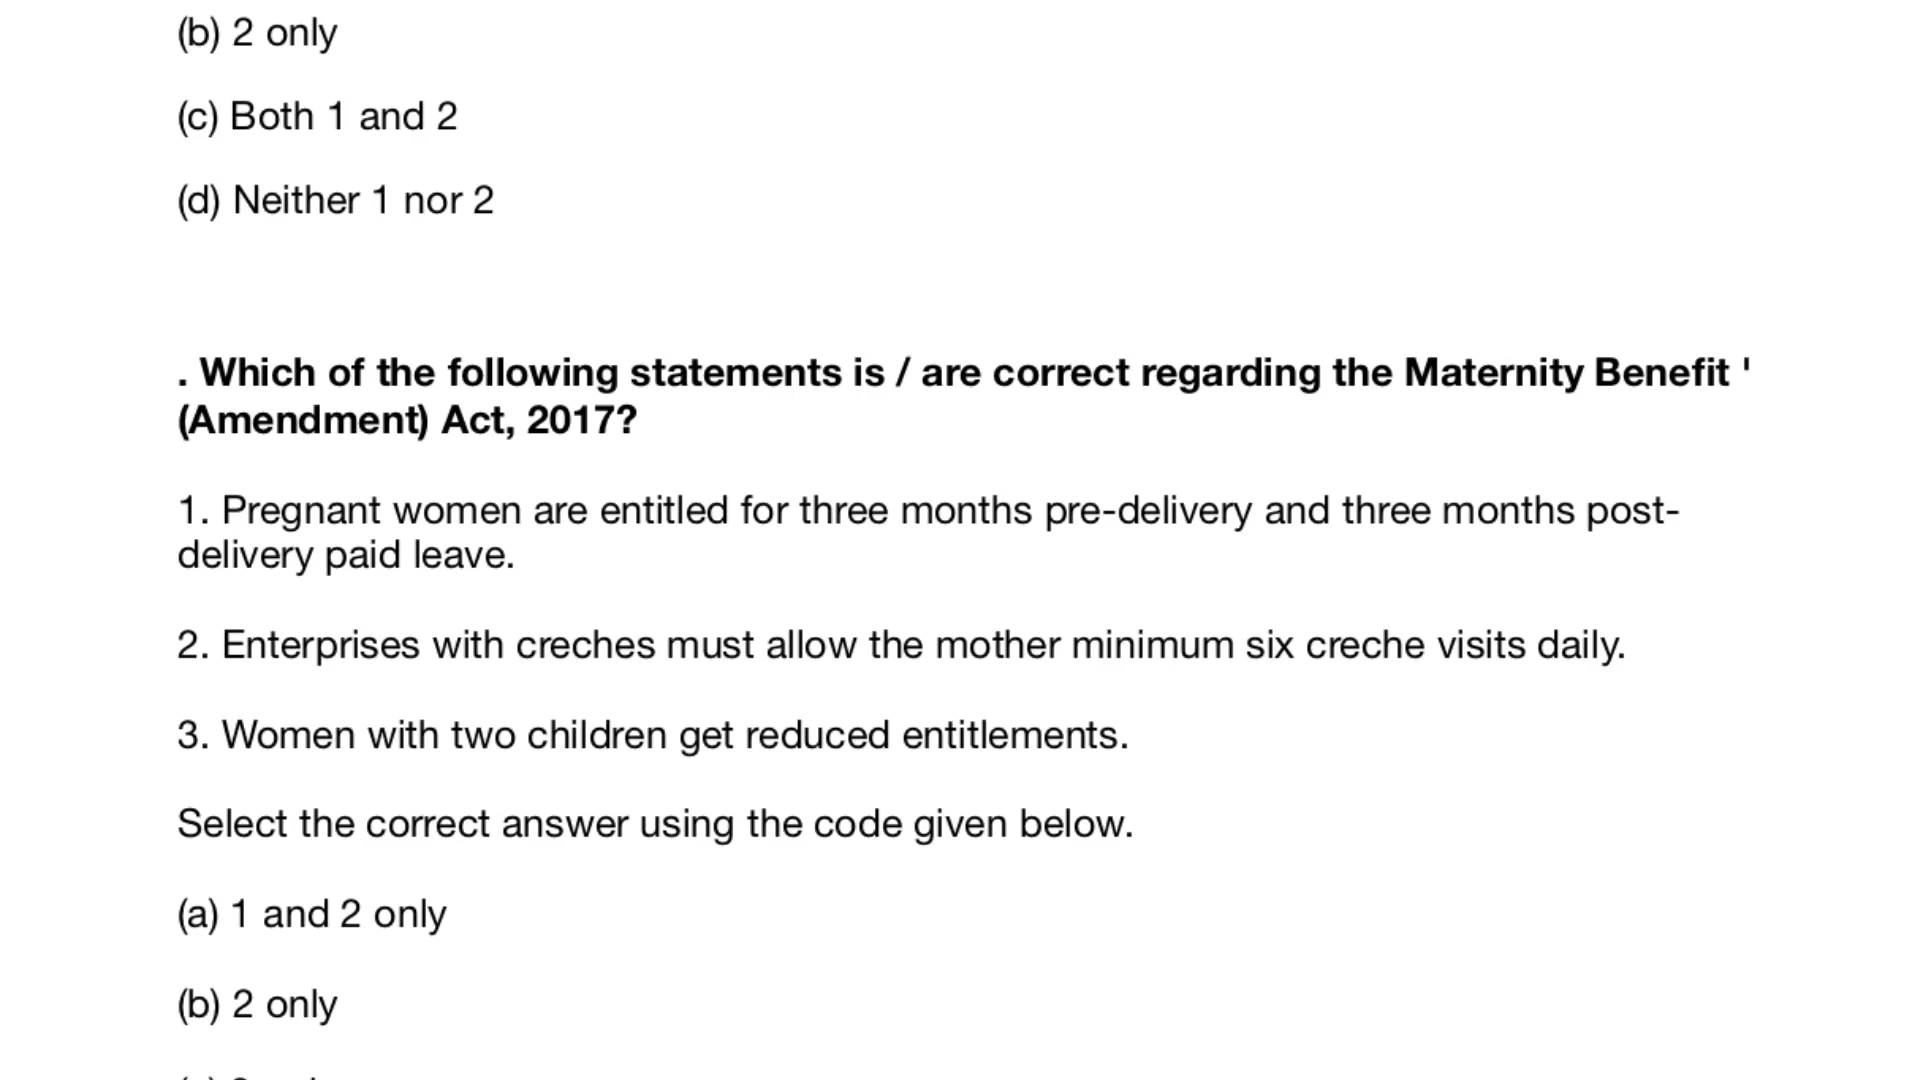 (b) 2 only
(c) Both 1 and 2
(d) Neither 1 nor 2
. Which of the following statements is / are correct regarding the Maternity Benefit '
(Amendment) Act, 2017?
1. Pregnant women are entitled for three months pre-delivery and three months post-
delivery paid leave.
2. Enterprises with creches must allow the mother minimum six creche visits daily.
3. Women with two children get reduced entitlements.
Select the correct answer using the code given below.
(a) 1 and 2 only
(b) 2 only